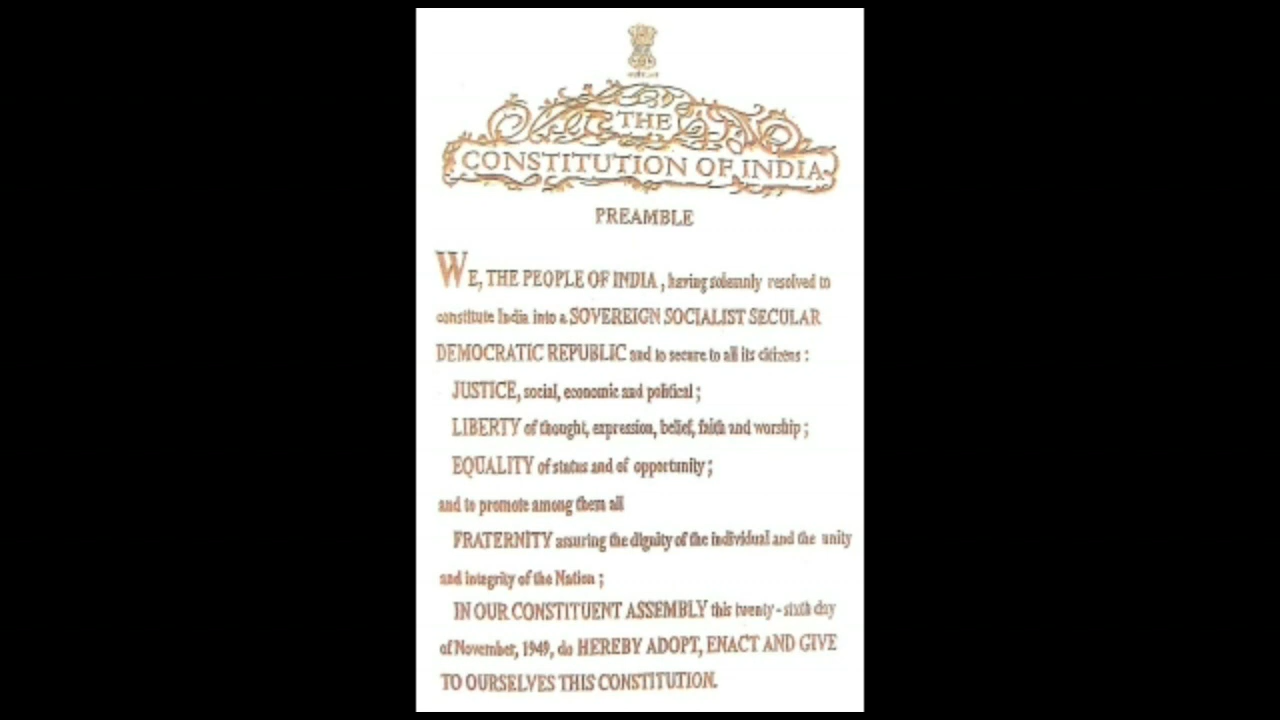 THE
CONSTITUTION OF INDIA
PREAMBLE
WE, THE PEOPLE OF INDIA , having solemnly resolved to
constitute India into a SOVEREIGN SOCIALIST SECULAR
DEMOCRATIC REPUBLIC and to secure to all its citizens :
JUSTICE, social, economic and political ;
LIBERTY of thought, expression, belief, faith and worship ;
EQUALITY of status and of opportunity ;
and to promote among them all
FRATERNITY assuring the dignity of the individual and the unity
and integrity of the Nation ;
IN OUR CONSTITUENT ASSEMBLY this twenty - sixth day
of November, 1949, do HEREBY ADOPT, ENACT AND GIVE
TO OURSELVES THIS CONSTITUTION.